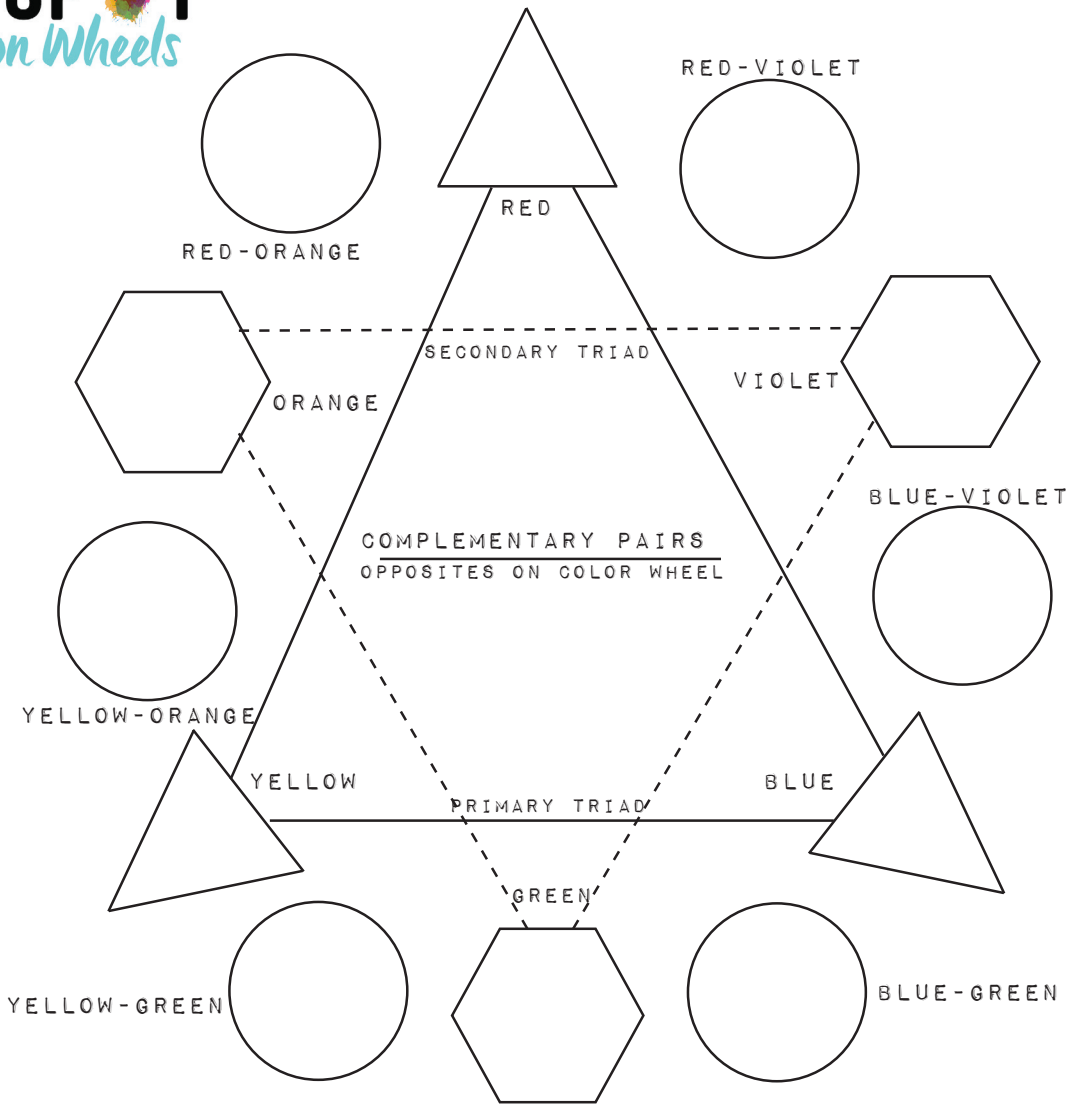 on Wheels
RED-VIOLET
RED
RED-ORANGE
SECONDARY TRIAD
VIOLET
ORANGE
BLUE-VIOLET
COMPLEMENTARY PAIRS
OPPOSITES ON COLOR WHEEL
YELLOW-ORANGE
YELLOW
BLUE
PRIMARY TRIAD
GREEN
YELLOW-GREEN
BLUE-GREEN